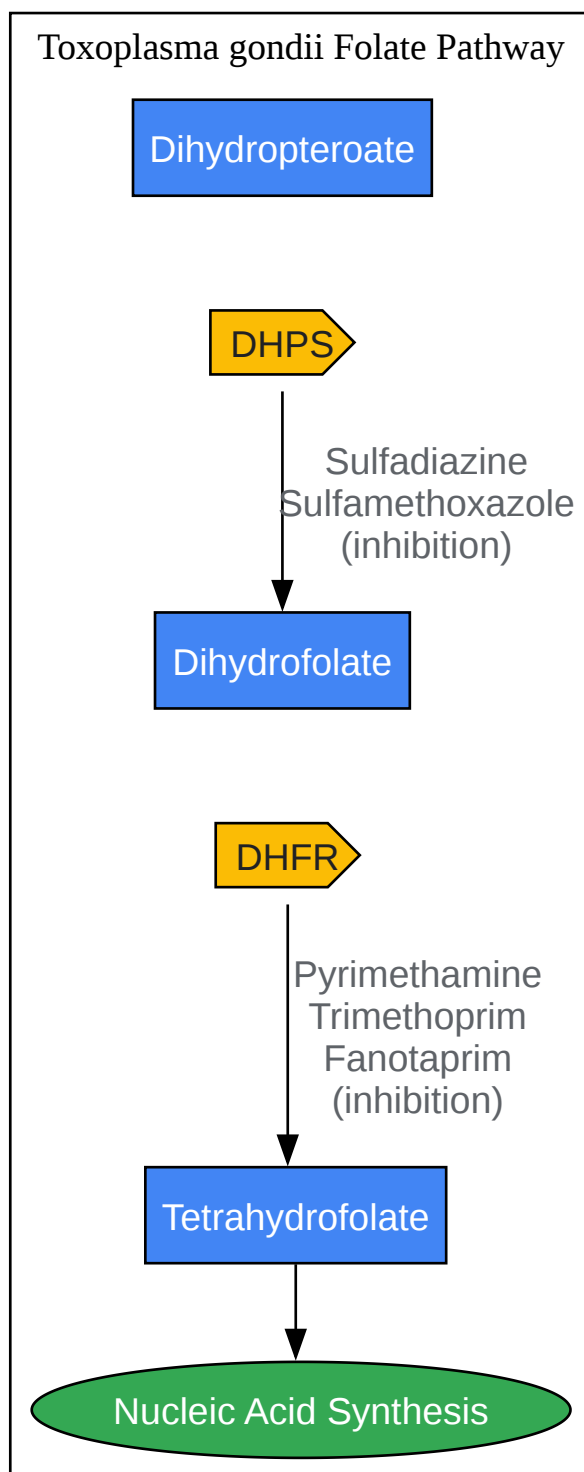 Toxoplasma gondii Folate Pathway
Dihydropteroate
DHPS
Sulfadiazine
Sulfamethoxazole
(inhibition)
Dihydrofolate
DHFR
Pyrimethamine
Trimethoprim
Fanotaprim
(inhibition)
Tetrahydrofolate
Nucleic Acid Synthesis